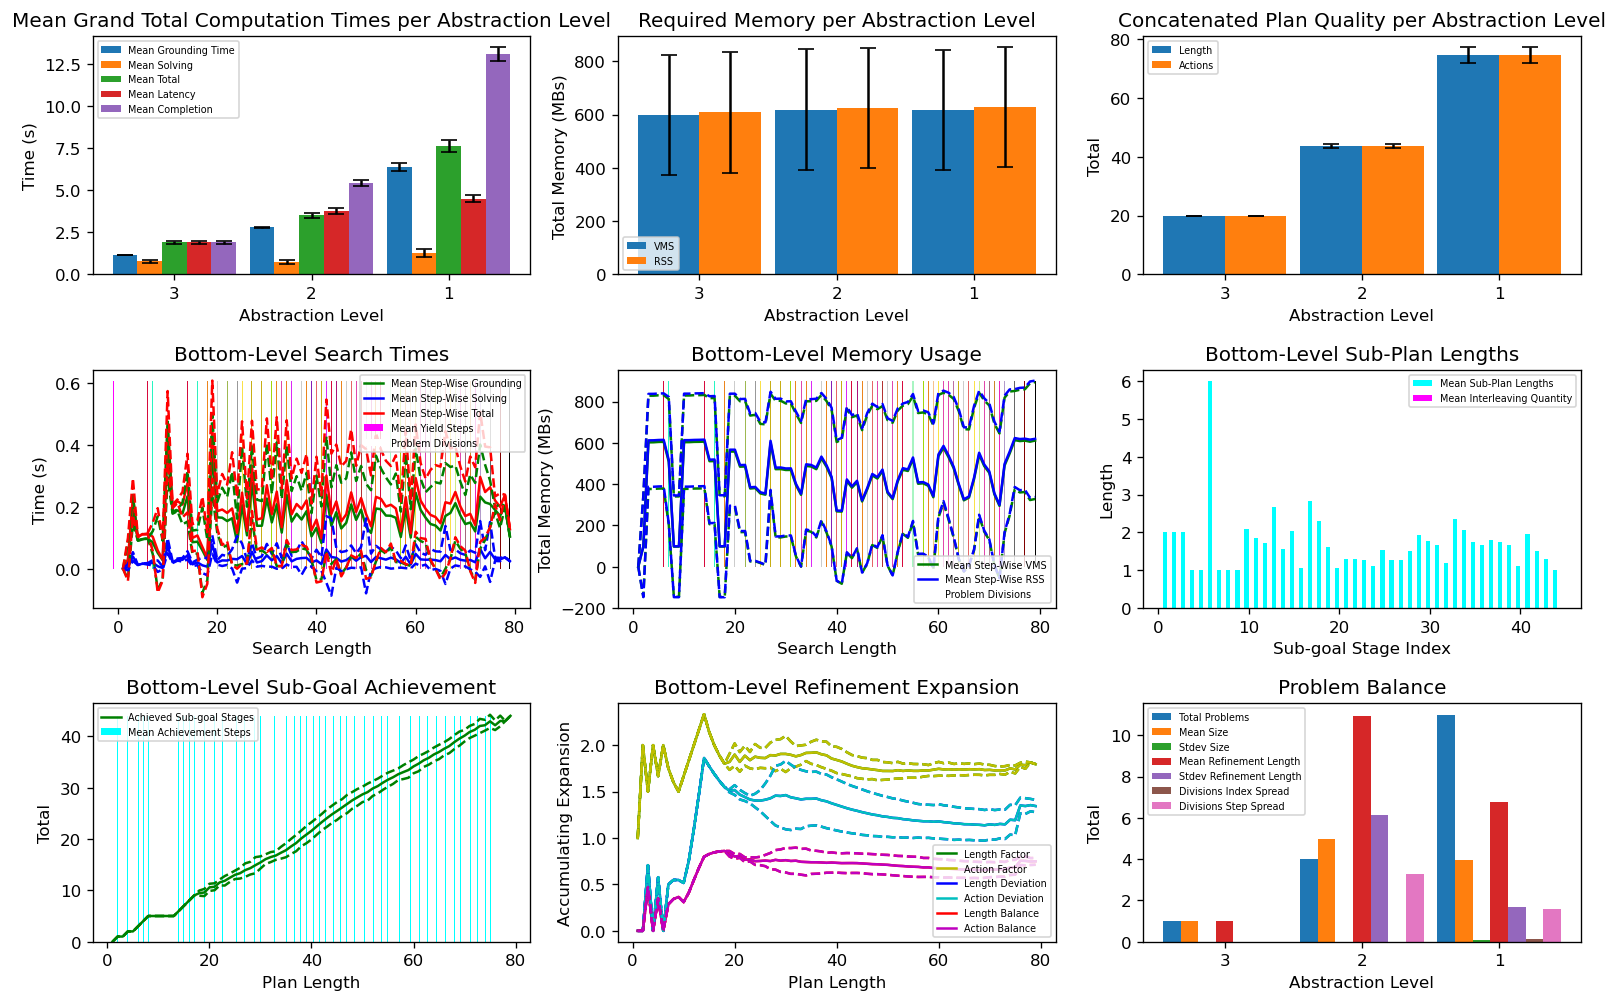 Mean Grand Total Computation Times per Abstraction Level
Time (s)
12.5
10.0
7.5
5.0
2.5
0.0
Mean Grounding Time
Mean Solving
Mean Total
Mean Latency
Mean Completion
3 2 1
Abstraction Level
Required Memory per Abstraction Level
Total Memory (MBs)
800
600
400
200
0
VMS
RSS
3 2 1
Abstraction Level
Concatenated Plan Quality per Abstraction Level
Total
80
60
40
20
0
Length
Actions
3 2 1
Abstraction Level
Bottom-Level Search Times
Time (s)
0.6
0.4
0.2
0.0
Mean Step-Wise Grounding
Mean Step-Wise Solving
Mean Step-Wise Total
Mean Yield Steps
Problem Divisions
0 20 40 60 80
Search Length
Bottom-Level Memory Usage
Total Memory (MBs)
800
600
400
200
0
−200
Mean Step-Wise VMS
Mean Step-Wise RSS
Problem Divisions
0 20 40 60 80
Search Length
Bottom-Level Sub-Plan Lengths
Length
6
5
4
3
2
1
0
Mean Sub-Plan Lengths
Mean Interleaving Quantity
0 10 20 30 40
Sub-goal Stage Index
Bottom-Level Sub-Goal Achievement
Total
40
30
20
10
0
Achieved Sub-goal Stages
Mean Achievement Steps
0 20 40 60 80
Plan Length
Bottom-Level Refinement Expansion
Accumulating Expansion
2.0
1.5
1.0
0.5
0.0
Length Factor
Action Factor
Length Deviation
Action Deviation
Length Balance
Action Balance
0 20 40 60 80
Plan Length
Problem Balance
Total
10
8
6
4
2
0
Total Problems
Mean Size
Stdev Size
Mean Refinement Length
Stdev Refinement Length
Divisions Index Spread
Divisions Step Spread
3 2 1
Abstraction Level